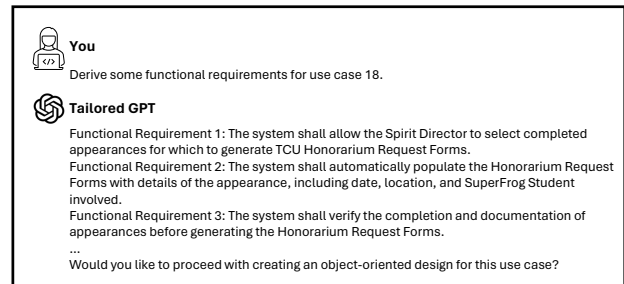 You
Derive some functional requirements for use case 18.
Tailored GPT
Functional Requirement 1: The system shall allow the Spirit Director to select completed
appearances for which to generate TCU Honorarium Request Forms.
Functional Requirement 2: The system shall automatically populate the Honorarium Request
Forms with details of the appearance, including date, location, and SuperFrog Student
involved.
Functional Requirement 3: The system shall verify the completion and documentation of
appearances before generating the Honorarium Request Forms.
...
Would you like to proceed with creating an object-oriented design for this use case?